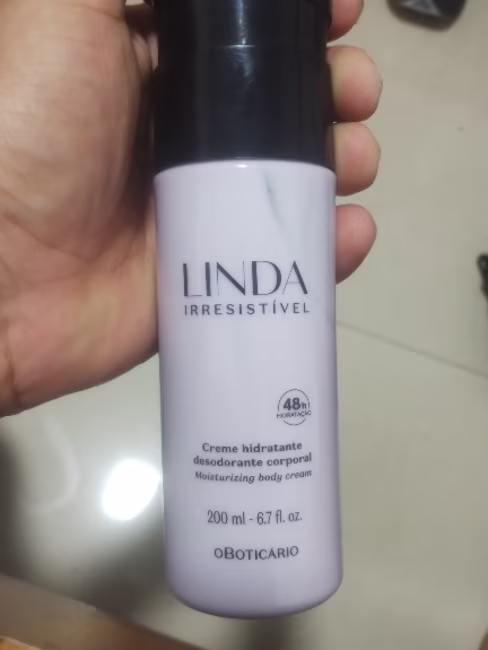 LINDA
IRRESISTÍVEL
48h
HIDRATAÇÃO
Creme hidratante
desodorante corporal
Moisturizing body cream
200 ml - 6.7 fl. oz.
oBOTICÁRIO